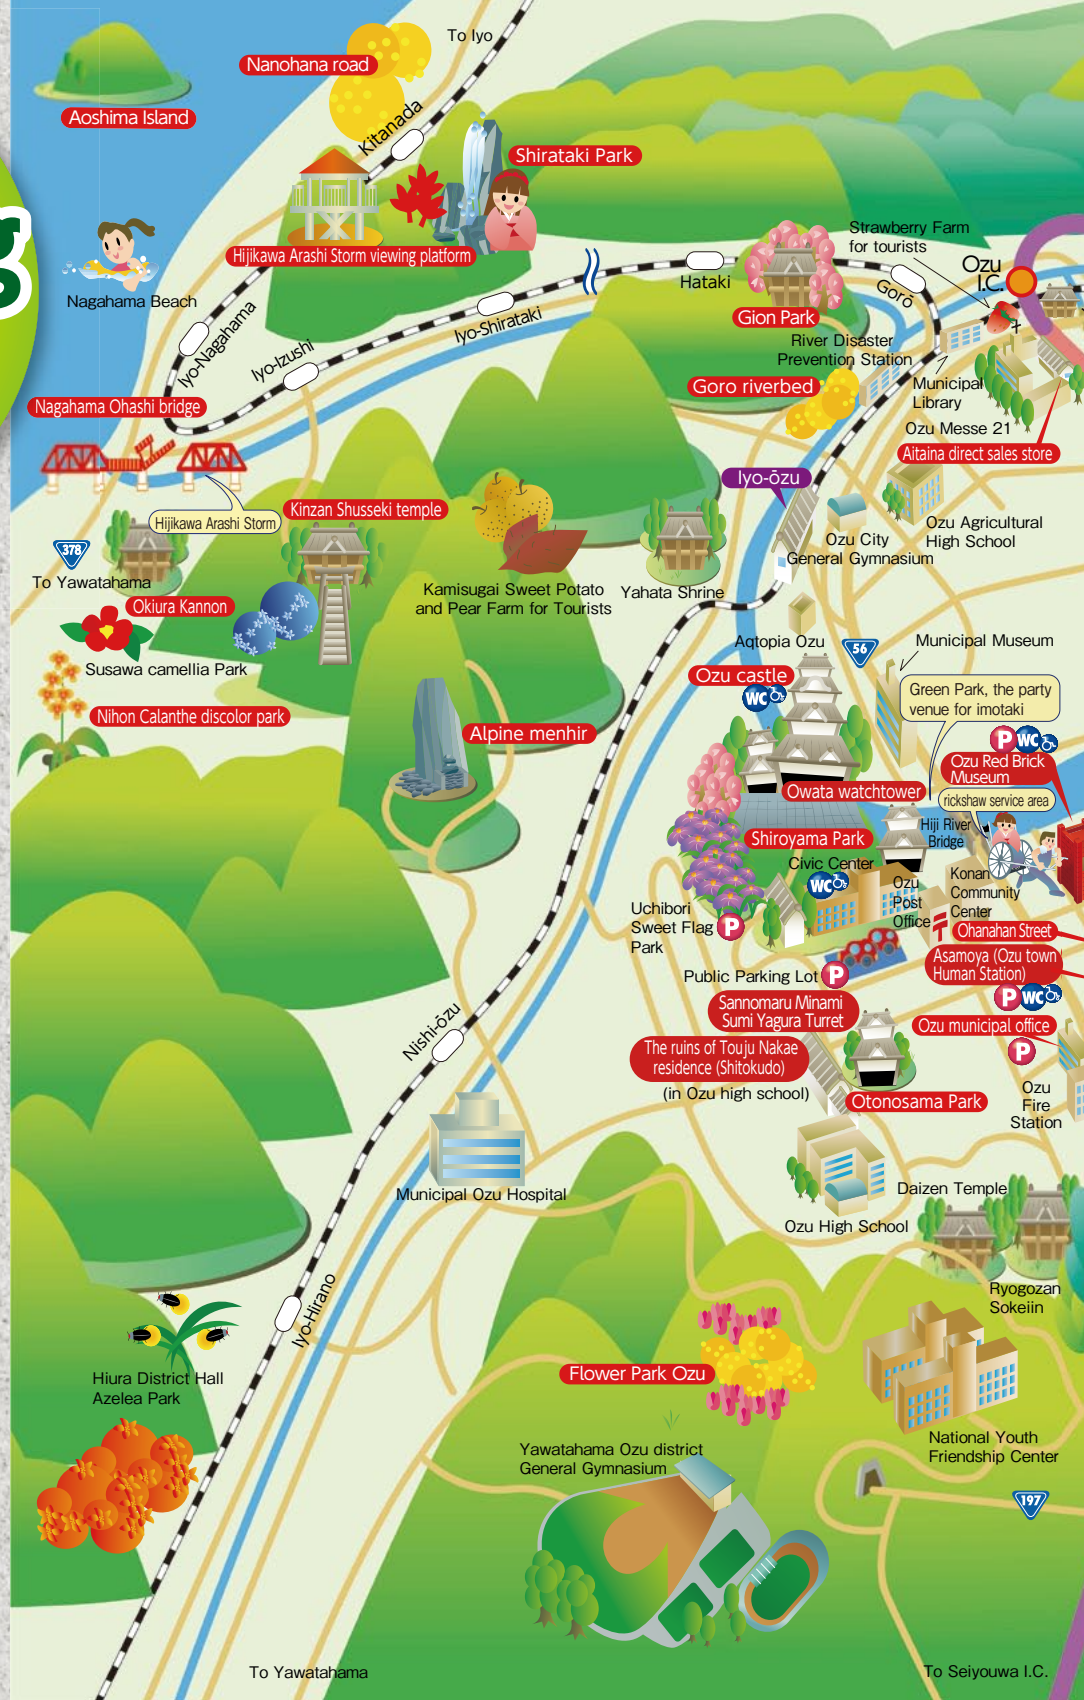 To Iyo
Nanohana road
Aoshima Island
Kitanada
Shirataki Park
Hijikawa Arashi Storm viewing platform
Nagahama Beach
Strawberry Farm
for tourists
Ozu
I.C.
Hataki
Gorō
Gion Park
Iyo-Nagahama
Iyo-Shirataki
Iyo-Izushi
River Disaster
Prevention Station
Goro riverbed
Municipal
Library
Nagahama Ohashi bridge
Ozu Messe 21
Aitaina direct sales store
Iyo-ōzu
Kinzan Shusseki temple
Hijikawa Arashi Storm
Ozu Agricultural
High School
Ozu City
General Gymnasium
378
To Yawatahama
Kamisugai Sweet Potato
and Pear Farm for Tourists
Yahata Shrine
Okiura Kannon
Aqtopia Ozu
56
Municipal Museum
Susawa camellia Park
Ozu castle
WC
Green Park, the party
venue for imotaki
Nihon Calanthe discolor park
Alpine menhir
P
WC
Ozu Red Brick
Museum
Owata watchtower
rickshaw service area
Hiji River
Bridge
Shiroyama Park
Civic Center
WC
Ozu
Post
Office
Konan
Community
Center
Uchibori
Sweet Flag
Park
P
Ohanahan Street
Asamoya (Ozu town
Human Station)
Public Parking Lot
P
P
WC
Sannomaru Minami
Sumi Yagura Turret
Ozu municipal office
P
Nishi-ōzu
The ruins of Touju Nakae
residence (Shitokudo)
(in Ozu high school)
Otonosama Park
Ozu
Fire
Station
Municipal Ozu Hospital
Daizen Temple
Ozu High School
Ryogozan
Sokeiin
Iyo-Hirano
Hiura District Hall
Azelea Park
Flower Park Ozu
National Youth
Friendship Center
Yawatahama Ozu district
General Gymnasium
197
To Yawatahama
To Seiyouwa I.C.
g